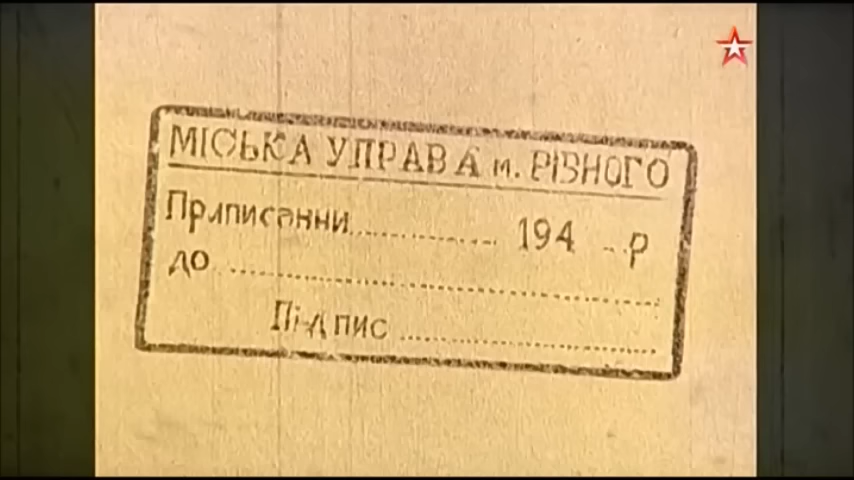 МІСЬКА УПРАВА м. РІВНОГО
Приписанни.................... 194 ...р
до........................................
Підпис..............................